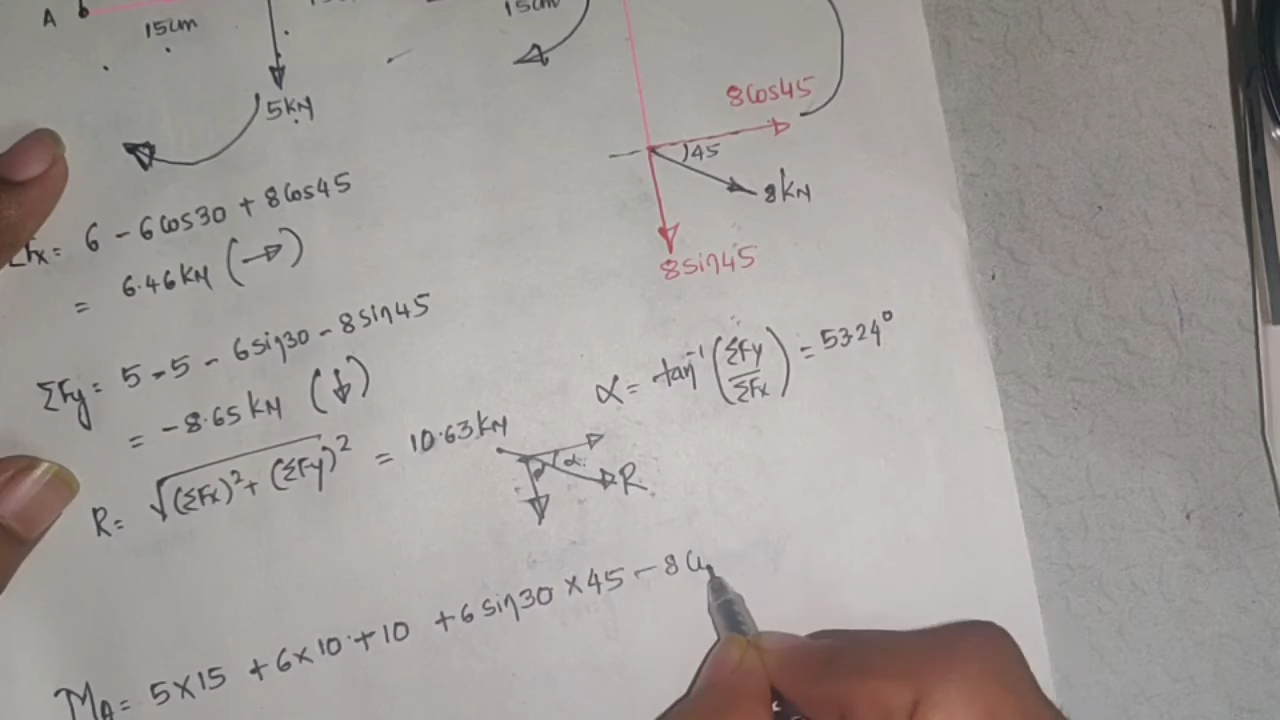 A
15cm
15cm
5kN
8Cos45
45
8kN
8sin45
Fx = 6 - 6Cos30 + 8Cos45
= 6.46kN (→)
ΣFy = 5-5 - 6sin30 - 8sin45
= -8.65kN (↓)
α = tan⁻¹ (ΣFy/ΣFx) = 53.24°
R = √(ΣFx)² + (ΣFy)² = 10.63kN
α
R
MA = 5×15 + 6×10 + 10 + 6sin30×45 - 8